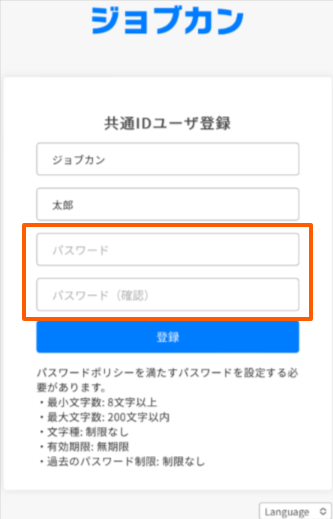 ジョブカン
共通IDユーザ登録
ジョブカン
太郎
パスワード
パスワード（確認）
登録
パスワードポリシーを満たすパスワードを設定する必
要があります。
・最小文字数: 8文字以上
・最大文字数: 200文字以内
・文字種: 制限なし
・有効期限: 無期限
・過去のパスワード制限: 制限なし
Language